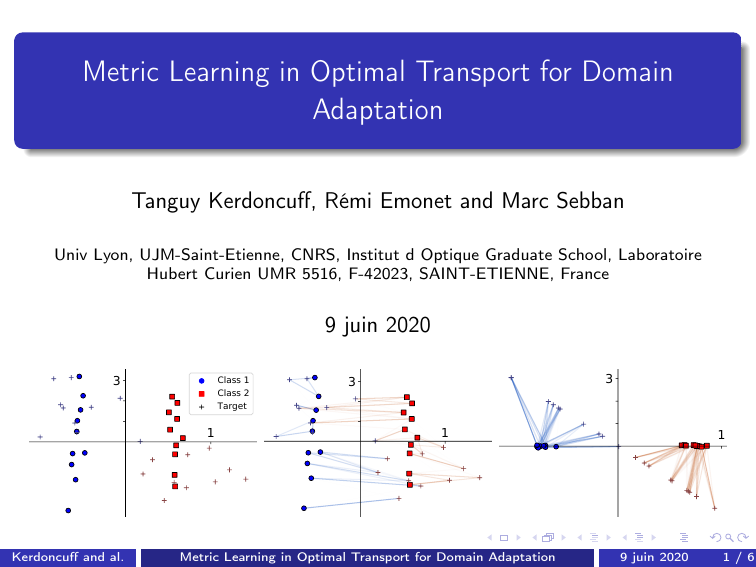 Metric Learning in Optimal Transport for Domain
Adaptation
Tanguy Kerdoncuff, Rémi Emonet and Marc Sebban
Univ Lyon, UJM-Saint-Etienne, CNRS, Institut d Optique Graduate School, Laboratoire
Hubert Curien UMR 5516, F-42023, SAINT-ETIENNE, France
9 juin 2020
3
Class 1
Class 2
Target
1
3
1
3
1
Kerdoncuff and al.
Metric Learning in Optimal Transport for Domain Adaptation
9 juin 2020
1 / 6